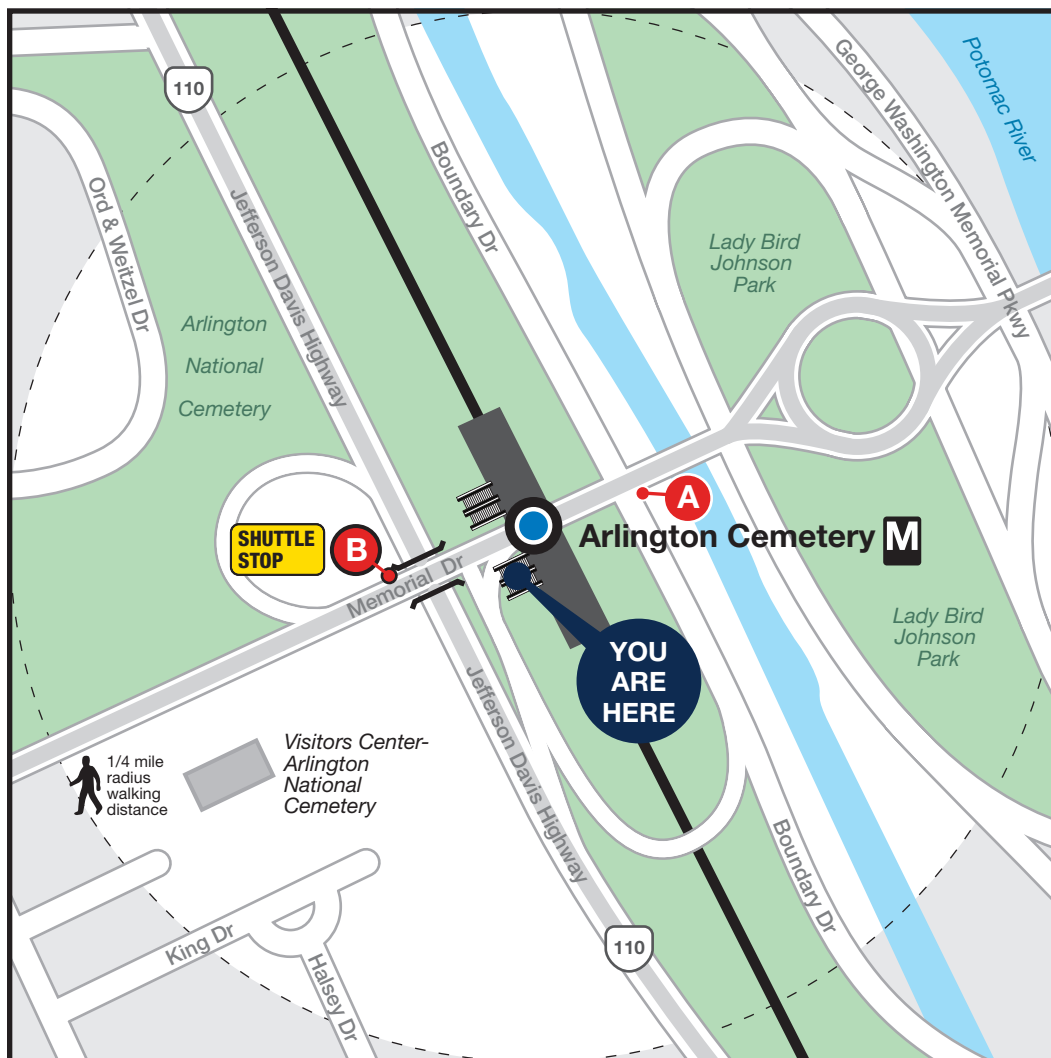 110
Jefferson Davis Highway
Ord & Weitzel Dr
Boundary Dr
George Washington Memorial Pkwy
Potomac River
Lady Bird
Johnson
Park
Arlington
National
Cemetery
SHUTTLE
STOP
B
A
Arlington Cemetery M
Memorial Dr
YOU
ARE
HERE
Lady Bird
Johnson
Park
Jefferson Davis Highway
Visitors Center-
Arlington
National
Cemetery
1/4 mile
radius
walking
distance
Boundary Dr
King Dr
Halsey Dr
110